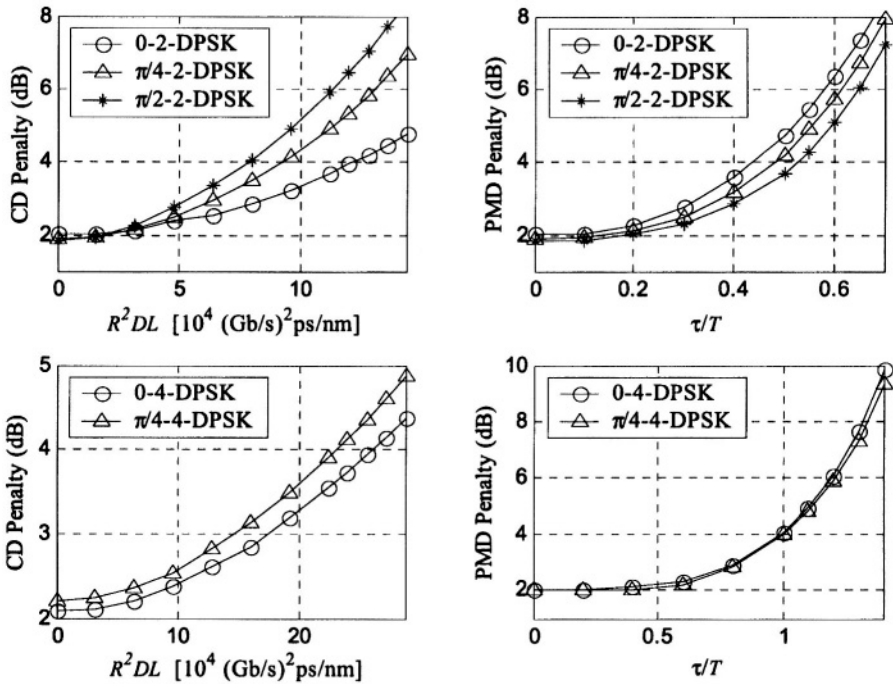 8
6
4
2
CD Penalty (dB)
0-2-DPSK
π/4-2-DPSK
π/2-2-DPSK
0
5
10
R²DL [10⁴ (Gb/s)²ps/nm]
8
6
4
2
PMD Penalty (dB)
0-2-DPSK
π/4-2-DPSK
π/2-2-DPSK
0
0.2
0.4
0.6
τ/T
5
4
3
2
CD Penalty (dB)
0-4-DPSK
π/4-4-DPSK
0
10
20
R²DL [10⁴ (Gb/s)²ps/nm]
10
8
6
4
2
PMD Penalty (dB)
0-4-DPSK
π/4-4-DPSK
0
0.5
1
τ/T